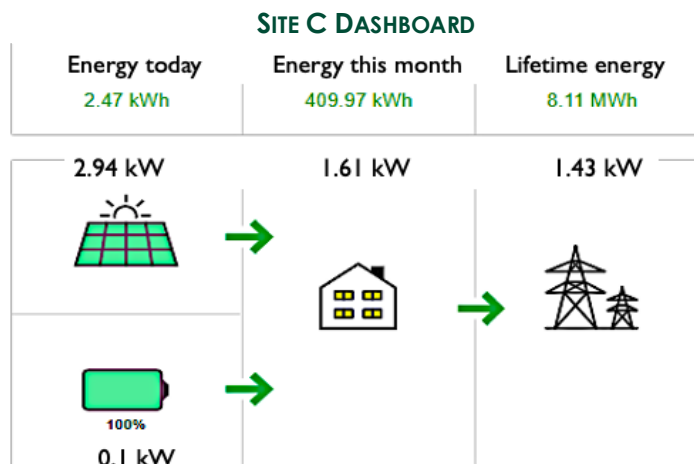 SITE C DASHBOARD
Energy today Energy this month Lifetime energy
2.47 kWh 409.97 kWh 8.11 MWh
2.94 kW 1.61 kW 1.43 kW
100%
0.1 kW